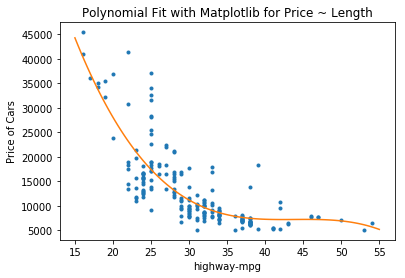 Polynomial Fit with Matplotlib for Price ~ Length
45000
40000
35000
30000
25000
20000
15000
10000
5000
Price of Cars
15 20 25 30 35 40 45 50 55
highway-mpg